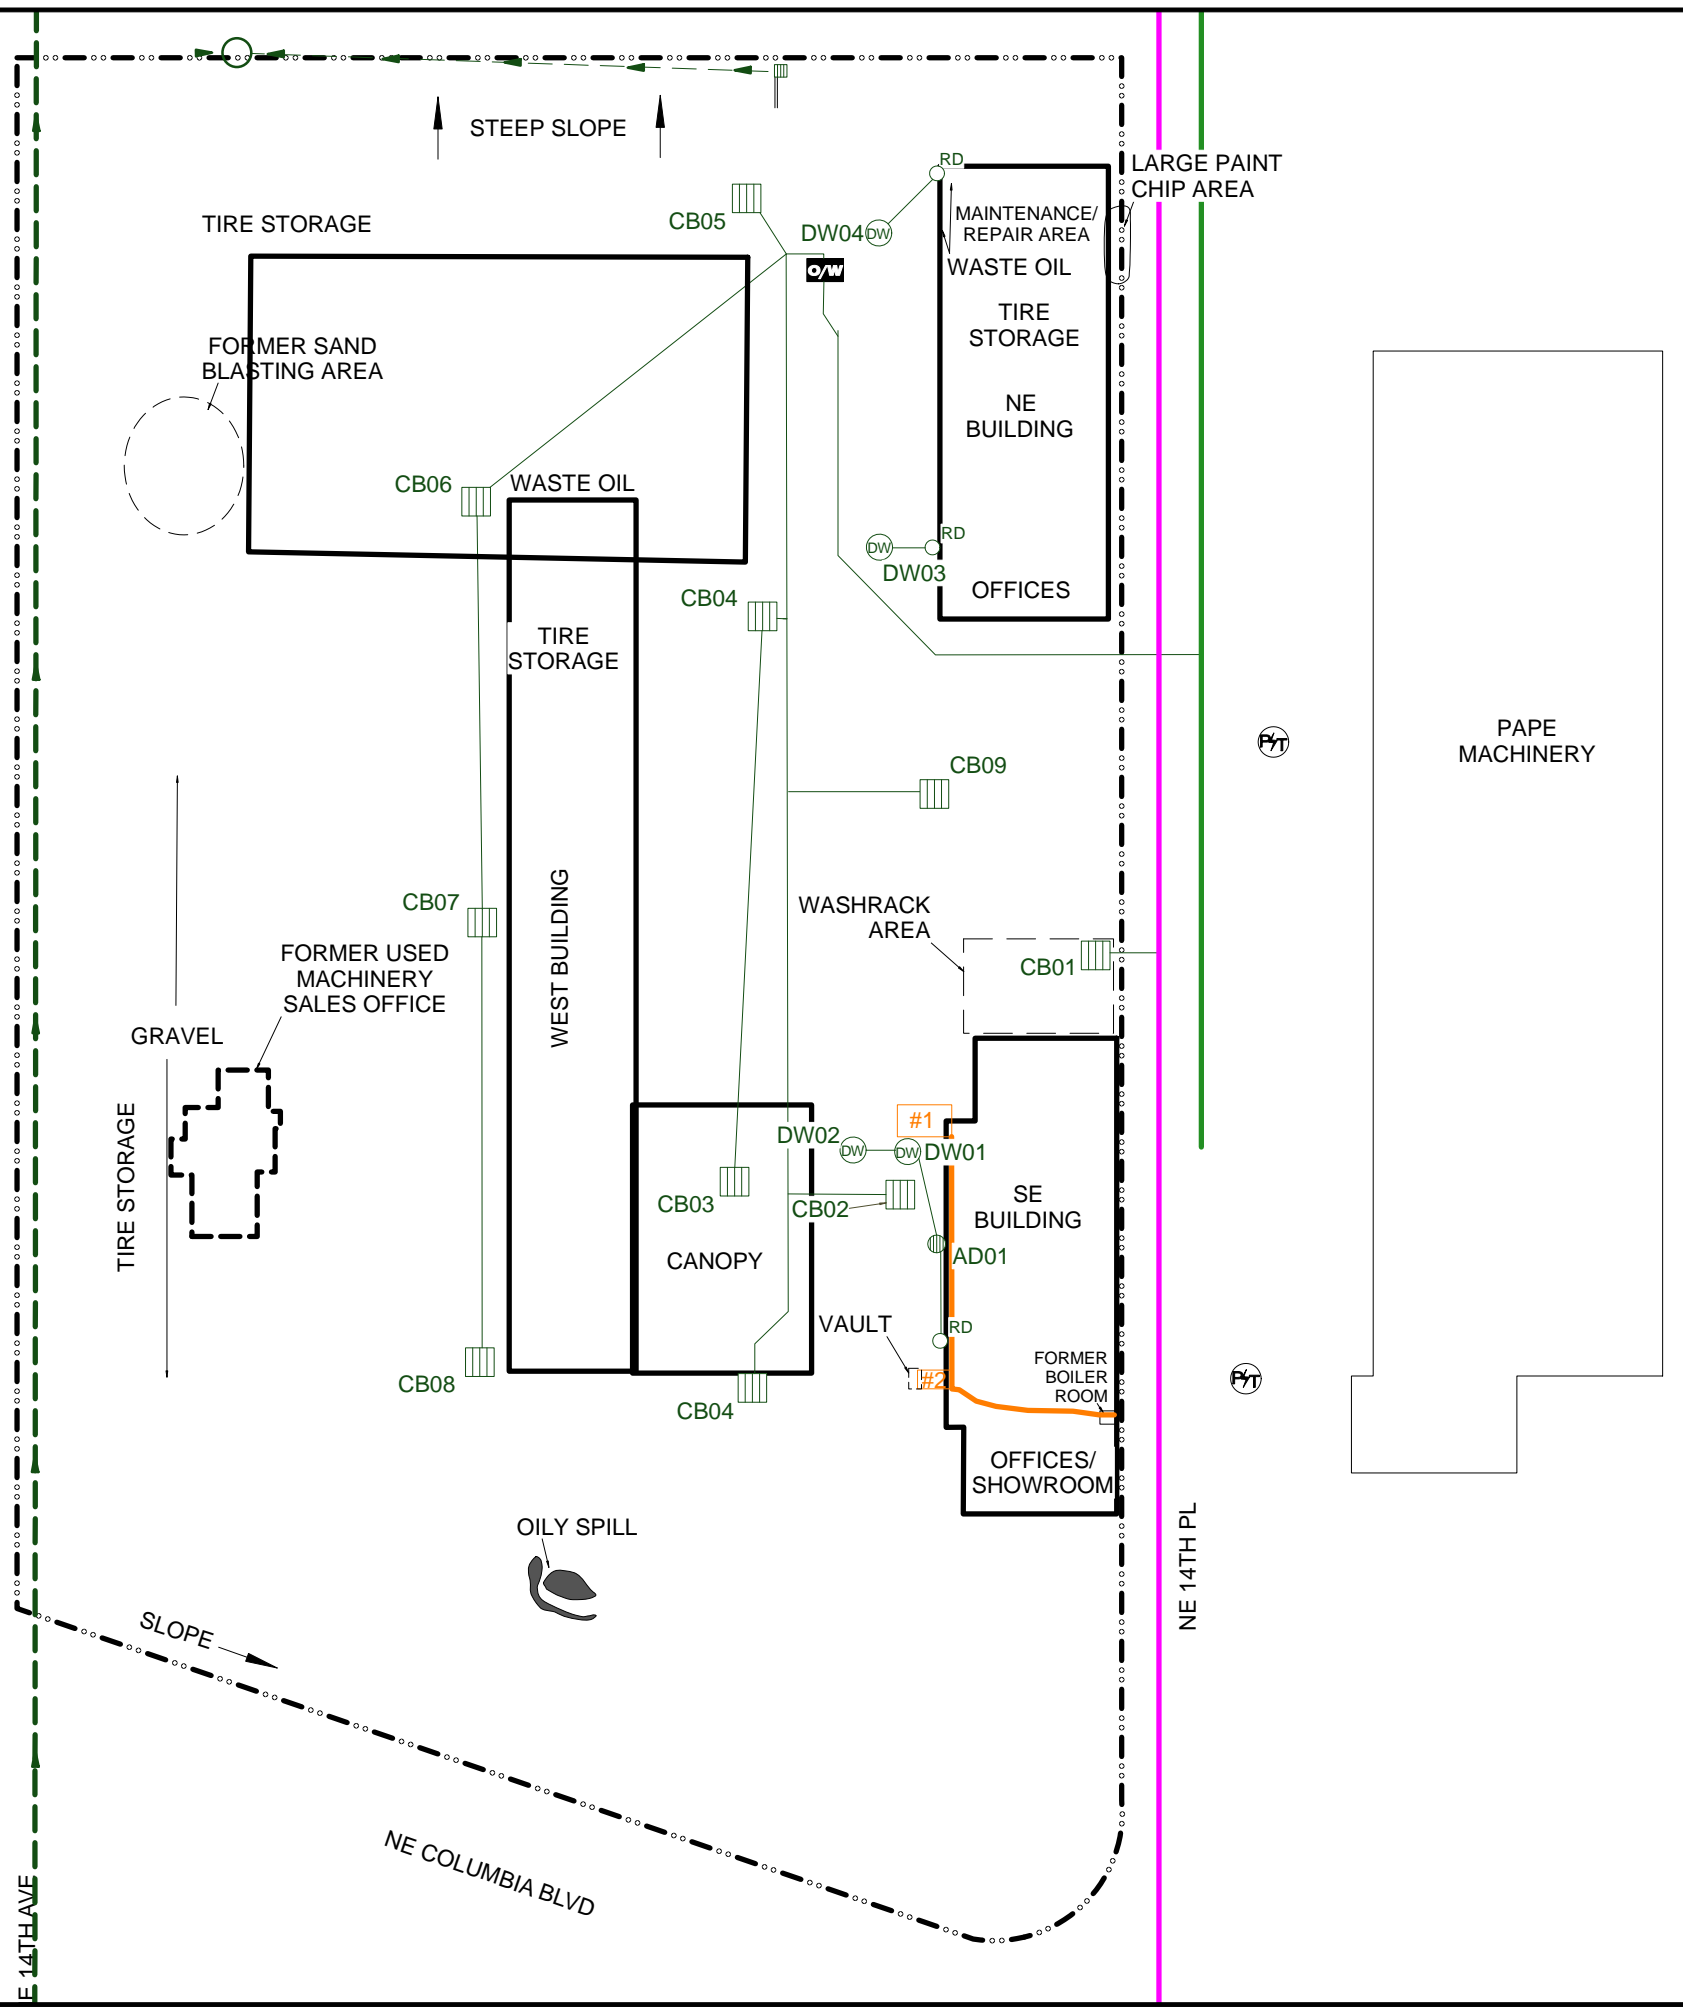 STEEP SLOPE
RD
LARGE PAINT
CHIP AREA
TIRE STORAGE
CB05
DW04
DW
MAINTENANCE/
REPAIR AREA
O/W
WASTE OIL
TIRE
STORAGE
FORMER SAND
BLASTING AREA
NE
BUILDING
CB06
WASTE OIL
RD
DW
DW03
OFFICES
CB04
TIRE
STORAGE
PAPE
MACHINERY
P/T
CB09
CB07
WASHRACK
AREA
WEST BUILDING
FORMER USED
MACHINERY
SALES OFFICE
CB01
GRAVEL
TIRE STORAGE
#1
DW02
DW
DW
DW01
CB03
CB02
SE
BUILDING
CANOPY
AD01
VAULT
RD
#2
FORMER
BOILER
ROOM
P/T
CB08
CB04
OFFICES/
SHOWROOM
OILY SPILL
NE 14TH PL
SLOPE
NE COLUMBIA BLVD
E 14TH AVE